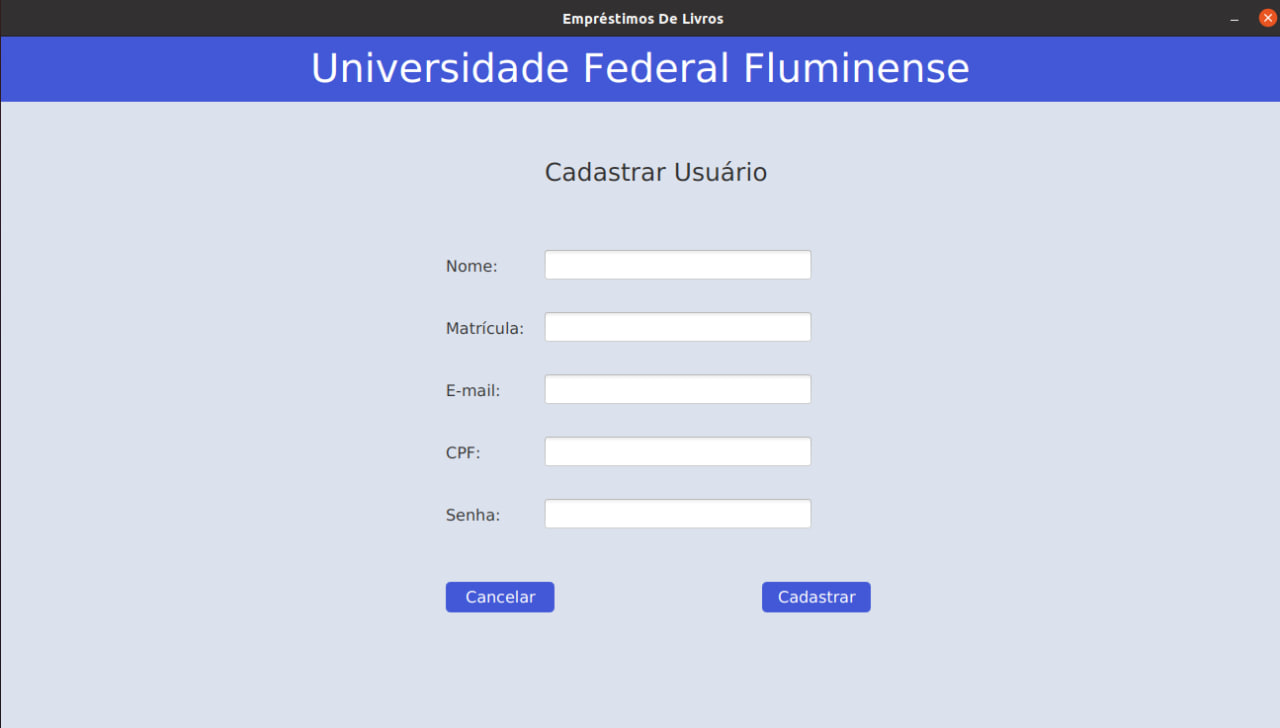 Empréstimos De Livros
Universidade Federal Fluminense
Cadastrar Usuário
Nome:
Matrícula:
E-mail:
CPF:
Senha:
Cancelar Cadastrar